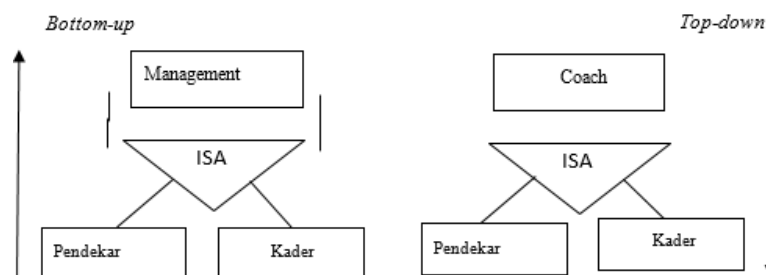 Bottom-up
Top-down
Management
Coach
ISA
ISA
Pendekar
Kader
Pendekar
Kader